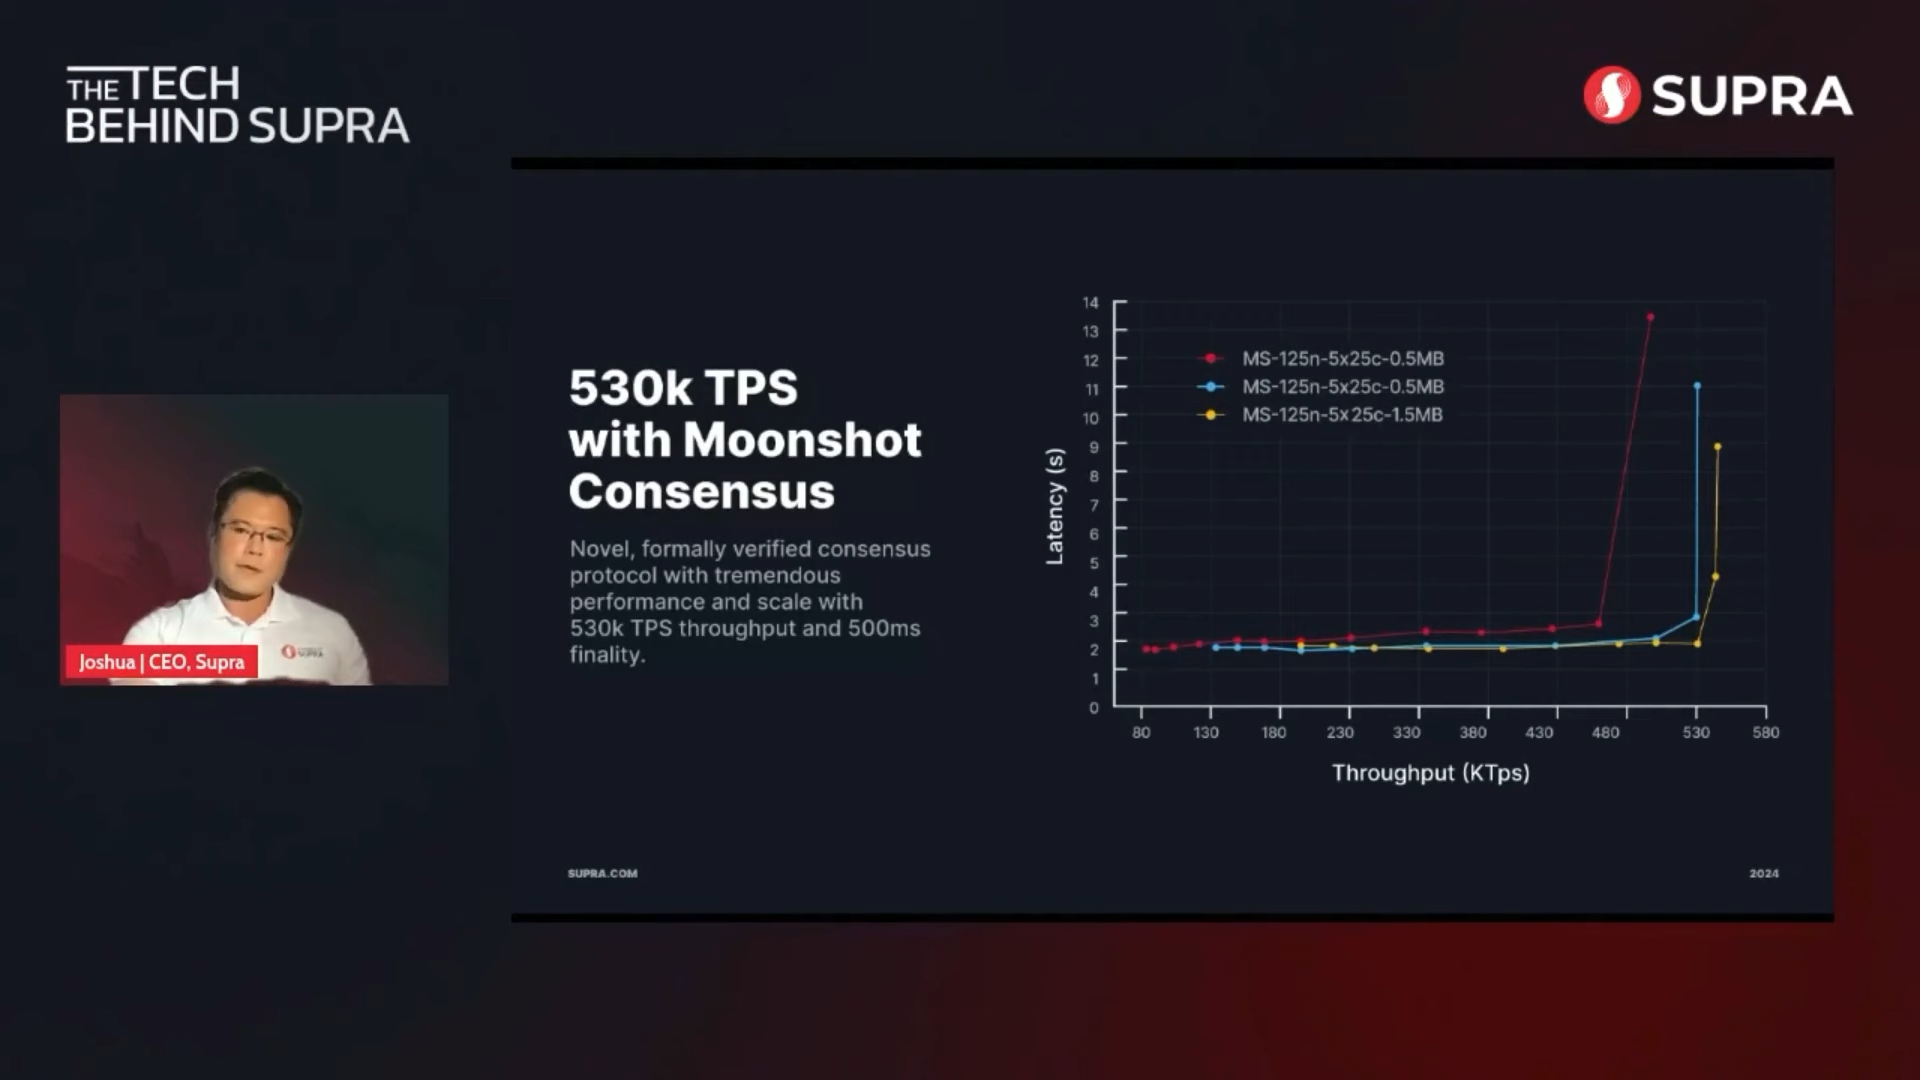 THE TECH
BEHIND SUPRA
SUPRA
530k TPS
with Moonshot
Consensus
Novel, formally verified consensus
protocol with tremendous
performance and scale with
530k TPS throughput and 500ms
finality.
Joshua | CEO, Supra
SUPRA
MS-125n-5x25c-0.5MB
MS-125n-5x25c-0.5MB
MS-125n-5x25c-1.5MB
Latency (s)
14
13
12
11
10
9
8
7
6
5
4
3
2
1
0
80 130 180 230 330 380 430 480 530 580
Throughput (KTps)
SUPRA.COM
2024